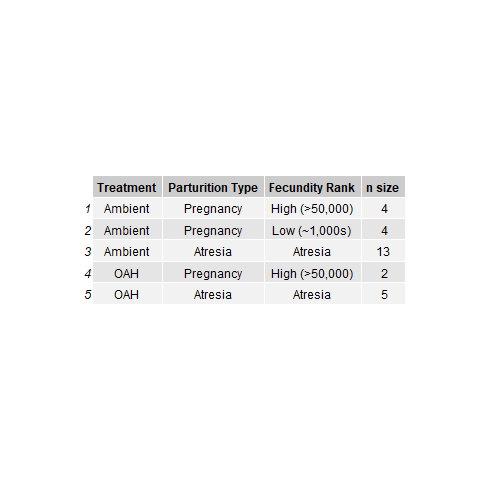 Treatment Parturition Type Fecundity Rank n size
1 Ambient Pregnancy High (>50,000) 4
2 Ambient Pregnancy Low (~1,000s) 4
3 Ambient Atresia Atresia 13
4 OAH Pregnancy High (>50,000) 2
5 OAH Atresia Atresia 5